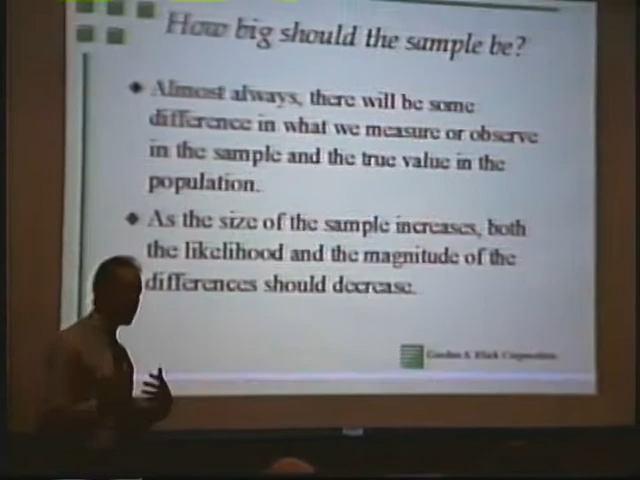 How big should the sample be?
Almost always, there will be some
difference in what we measure or observe
in the sample and the true value in the
population.
As the size of the sample increases, both
the likelihood and the magnitude of the
differences should decrease.
Corporation